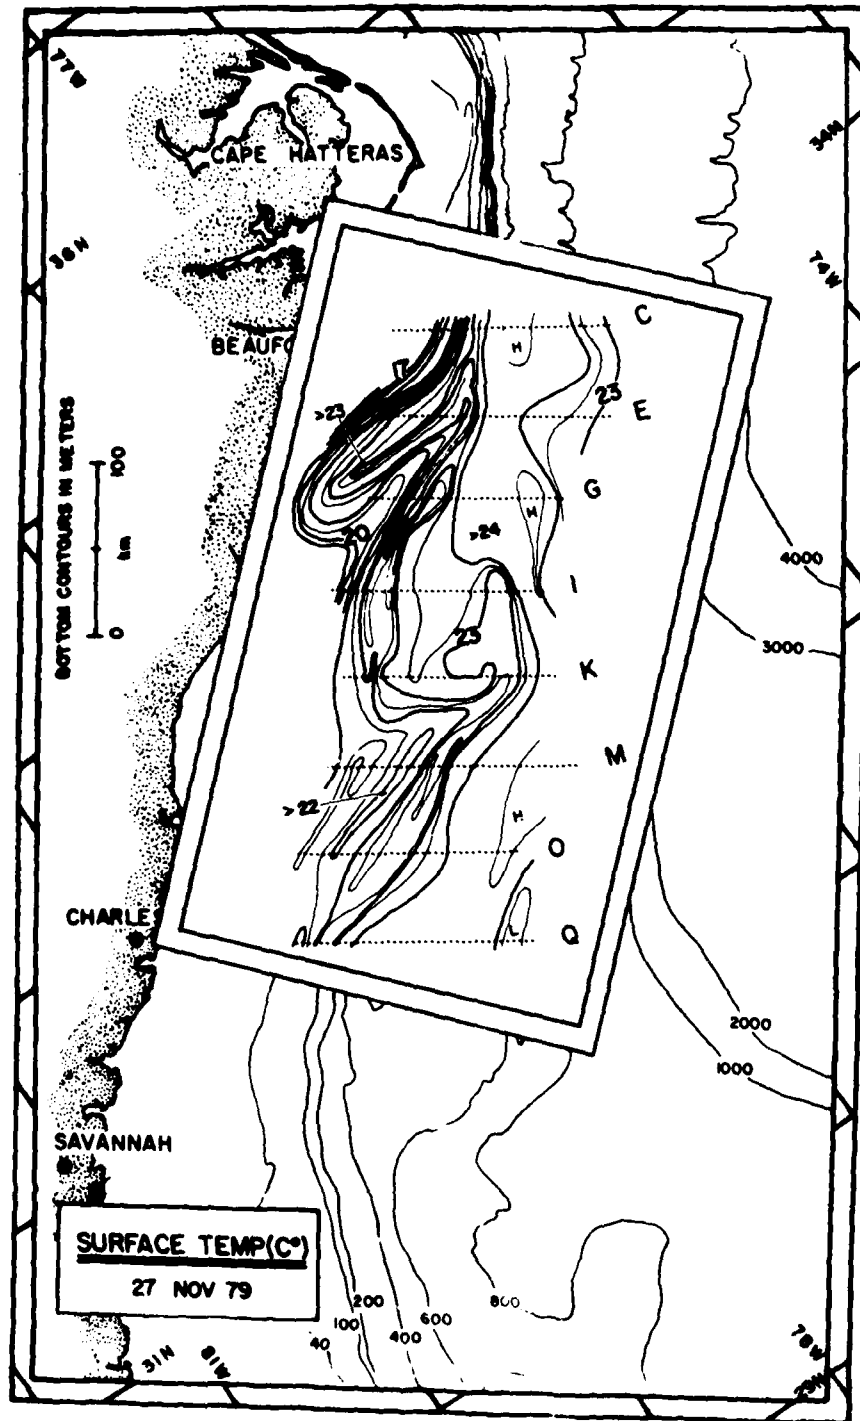 77W
34N
CAPE HATTERAS
36N
74W
BEAUFO
C
H
17
23
>23
E
BOTTOM CONTOURS IN METERS
100
km
0
G
H
20
>24
4000
I
23
3000
K
M
>22
H
O
CHARLE
L
Q
2000
1000
SAVANNAH
SURFACE TEMP(C°)
27 NOV 79
200
100
40
400
600
800
31N
81W
78W